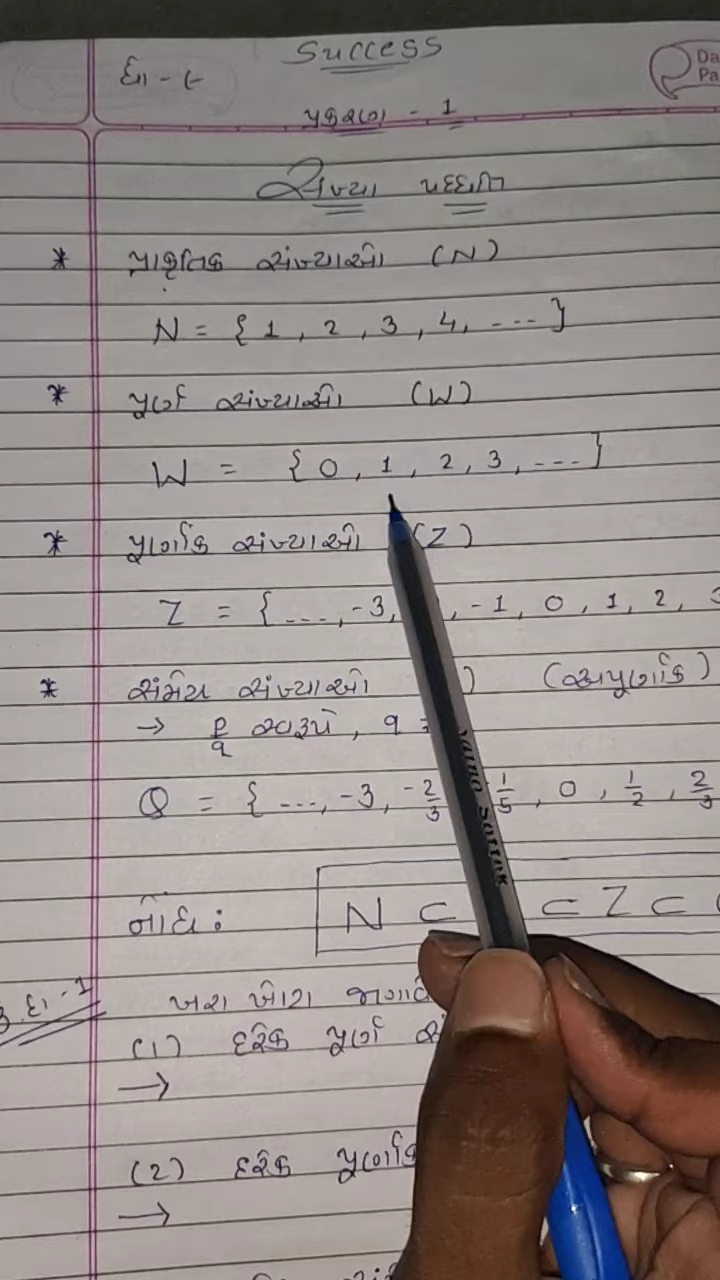 Success
Da
Pa
ધો - ૯
પ્રકરણ - 1
સંખ્યા પદ્ધતિ
* પ્રાકૃતિક સંખ્યાઓ (N)
N = {1, 2, 3, 4, ---}
* પૂર્ણ સંખ્યાઓ (W)
W = {0, 1, 2, 3, ---}
* પૂર્ણાંક સંખ્યાઓ (Z)
Z = {---, -3, -1, 0, 1, 2, 3
* સંમેય સંખ્યાઓ ) (અપૂર્ણાંક)
→ p/q સ્વરૂપે, q
Q = {---, -3, -2/3 1/5, 0, 1/2, 2/3
નોંધ: N ⊂ ⊂ Z ⊂
ઉ.દા-1 ખરા ખોટા જણાવો
(1) દરેક પૂર્ણ
→
(2) દરેક પૂર્ણાંક
→